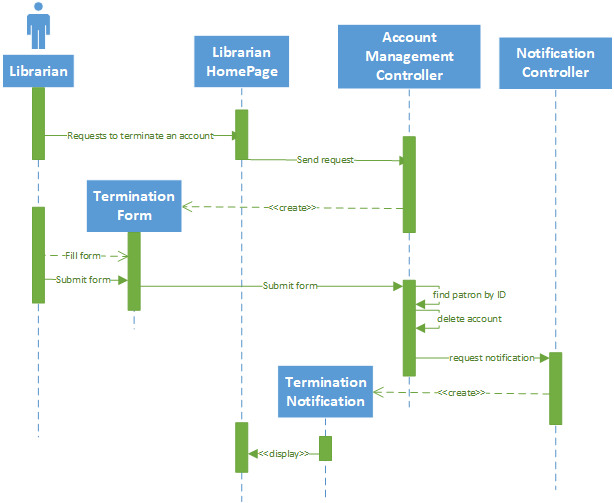 Librarian
Librarian
HomePage
Account
Management
Controller
Notification
Controller
Requests to terminate an account
Send request
Termination
Form
<<create>>
Fill form
Submit form
Submit form
find patron by ID
delete account
request notification
Termination
Notification
<<create>>
<<display>>